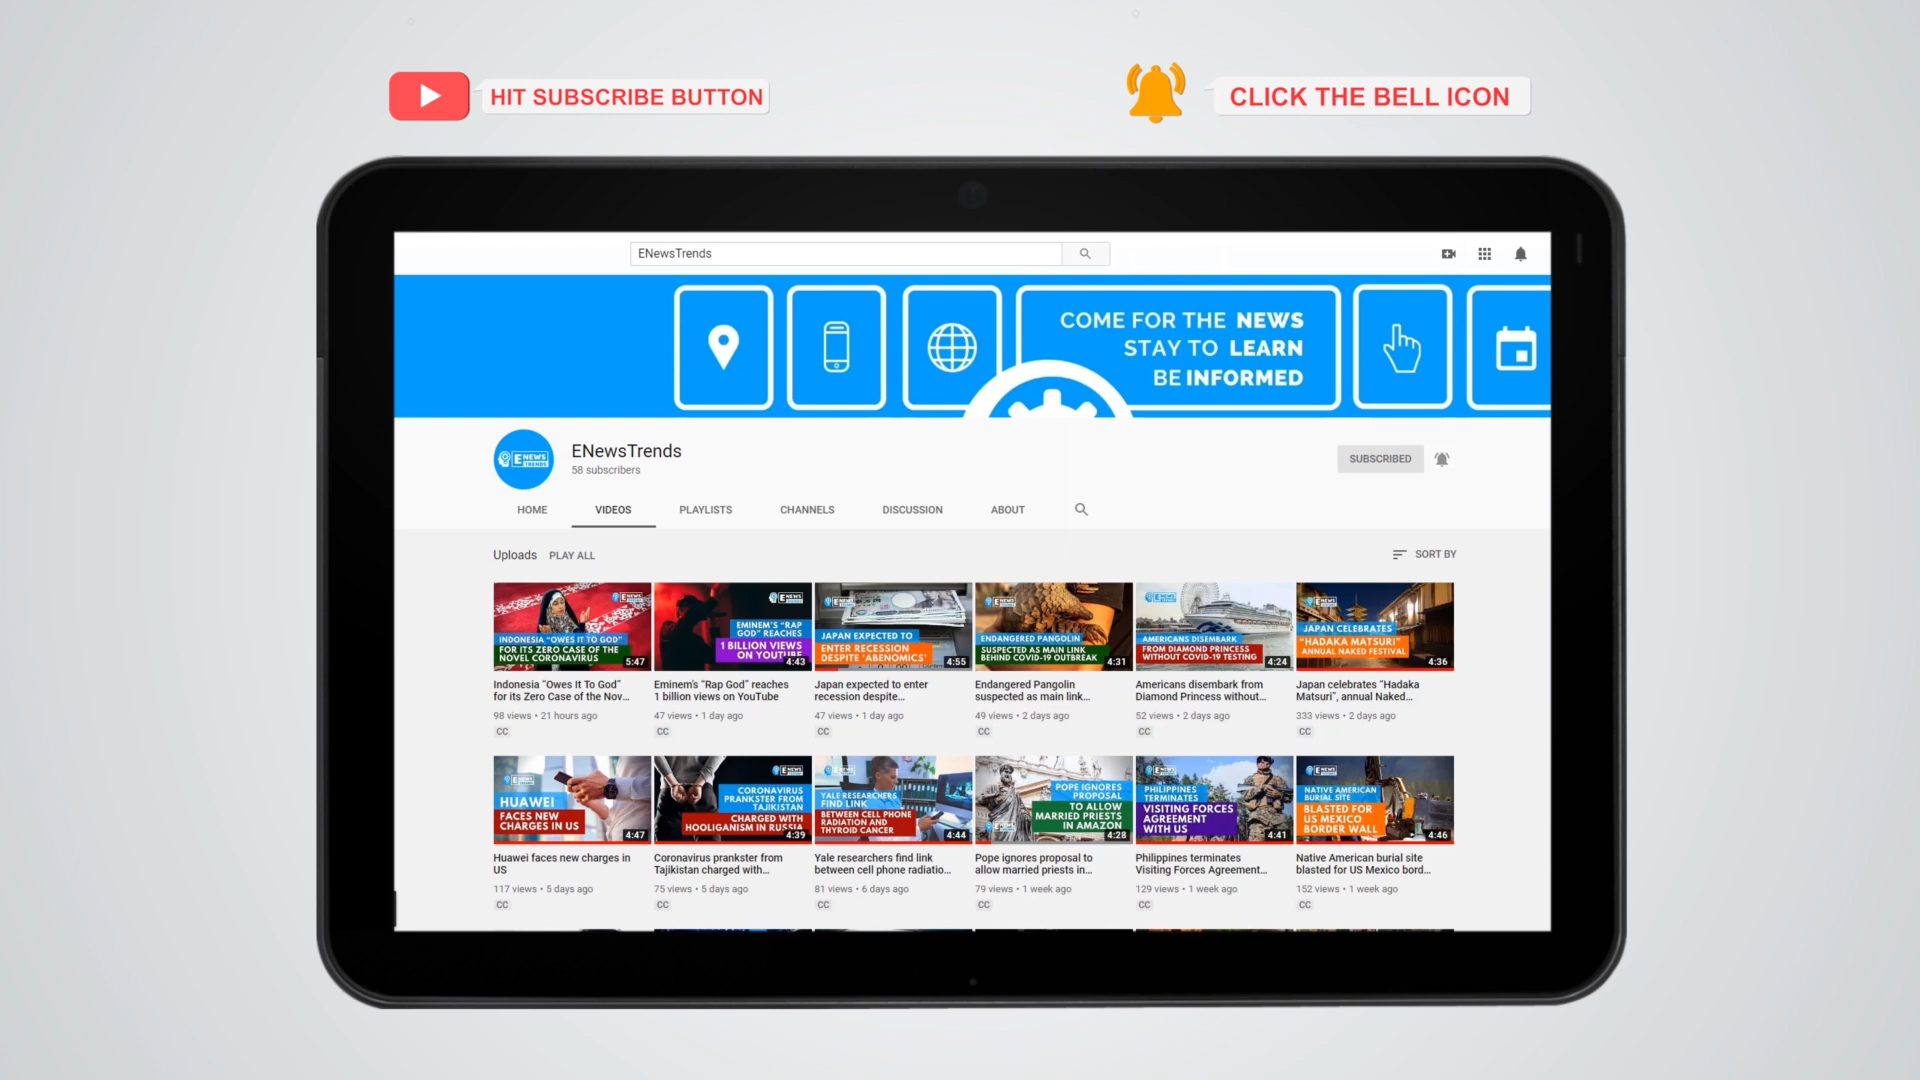 HIT SUBSCRIBE BUTTON
CLICK THE BELL ICON
ENewsTrends
COME FOR THE NEWS
STAY TO LEARN
BE INFORMED
E NEWS
TRENDS
ENewsTrends
58 subscribers
SUBSCRIBED
HOME VIDEOS PLAYLISTS CHANNELS DISCUSSION ABOUT
Uploads PLAY ALL
SORT BY
INDONESIA "OWES IT TO GOD"
FOR ITS ZERO CASE OF THE
NOVEL CORONAVIRUS
5:47
EMINEM'S "RAP
GOD" REACHES
1 BILLION VIEWS
ON YOUTUBE
4:43
JAPAN EXPECTED TO
ENTER RECESSION
DESPITE 'ABENOMICS'
4:55
ENDANGERED PANGOLIN
SUSPECTED AS MAIN LINK
BEHIND COVID-19 OUTBREAK
4:31
AMERICANS DISEMBARK
FROM DIAMOND PRINCESS
WITHOUT COVID-19 TESTING
4:24
JAPAN CELEBRATES
"HADAKA MATSURI"
ANNUAL NAKED FESTIVAL
4:36
Indonesia "Owes It To God"
for its Zero Case of the Nov...
98 views • 21 hours ago
CC
Eminem's "Rap God" reaches
1 billion views on YouTube
47 views • 1 day ago
CC
Japan expected to enter
recession despite...
47 views • 1 day ago
CC
Endangered Pangolin
suspected as main link...
49 views • 2 days ago
CC
Americans disembark from
Diamond Princess without...
52 views • 2 days ago
CC
Japan celebrates "Hadaka
Matsuri", annual Naked...
333 views • 2 days ago
CC
HUAWEI
FACES NEW
CHARGES IN US
4:47
CORONAVIRUS
PRANKSTER FROM
TAJIKISTAN
CHARGED WITH
HOOLIGANISM IN RUSSIA
4:39
YALE RESEARCHERS
FIND LINK
BETWEEN CELL PHONE
RADIATION AND
THYROID CANCER
4:44
POPE IGNORES
PROPOSAL
TO ALLOW
MARRIED PRIESTS
IN AMAZON
4:28
PHILIPPINES
TERMINATES
VISITING FORCES
AGREEMENT
WITH US
4:41
NATIVE AMERICAN
BURIAL SITE
BLASTED FOR
US MEXICO
BORDER WALL
4:46
Huawei faces new charges in
US
117 views • 5 days ago
CC
Coronavirus prankster from
Tajikistan charged with...
75 views • 5 days ago
CC
Yale researchers find link
between cell phone radiatio...
81 views • 6 days ago
CC
Pope ignores proposal to
allow married priests in...
79 views • 1 week ago
CC
Philippines terminates
Visiting Forces Agreement...
129 views • 1 week ago
CC
Native American burial site
blasted for US Mexico bord...
152 views • 1 week ago
CC